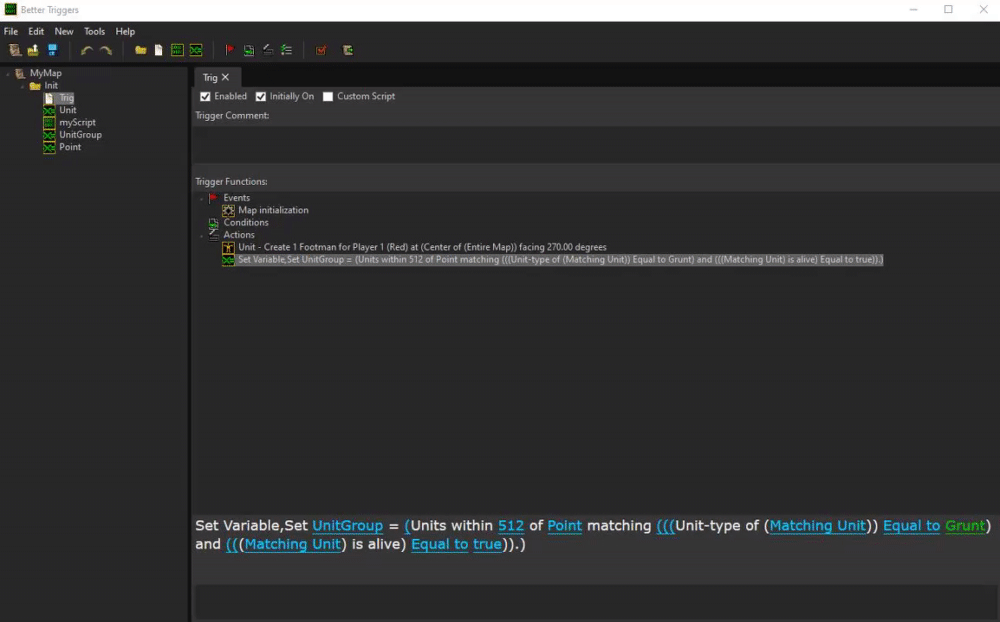 Better Triggers
File Edit New Tools Help
MyMap
Init
Trig
Unit
myScript
UnitGroup
Point
Trig
Enabled Initially On Custom Script
Trigger Comment:
Trigger Functions:
Events
Map initialization
Conditions
Actions
Unit - Create 1 Footman for Player 1 (Red) at (Center of (Entire Map)) facing 270.00 degrees
Set Variable,Set UnitGroup = (Units within 512 of Point matching (((Unit-type of (Matching Unit)) Equal to Grunt) and (((Matching Unit) is alive) Equal to true)).)
Set Variable,Set UnitGroup = (Units within 512 of Point matching (((Unit-type of (Matching Unit)) Equal to Grunt)
and (((Matching Unit) is alive) Equal to true)).)